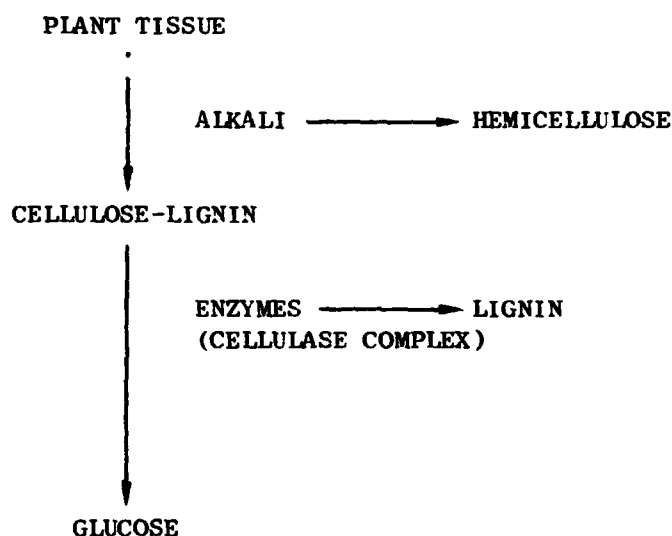 PLANT TISSUE
ALKALI
HEMICELLULOSE
CELLULOSE-LIGNIN
ENZYMES
LIGNIN
(CELLULASE COMPLEX)
GLUCOSE